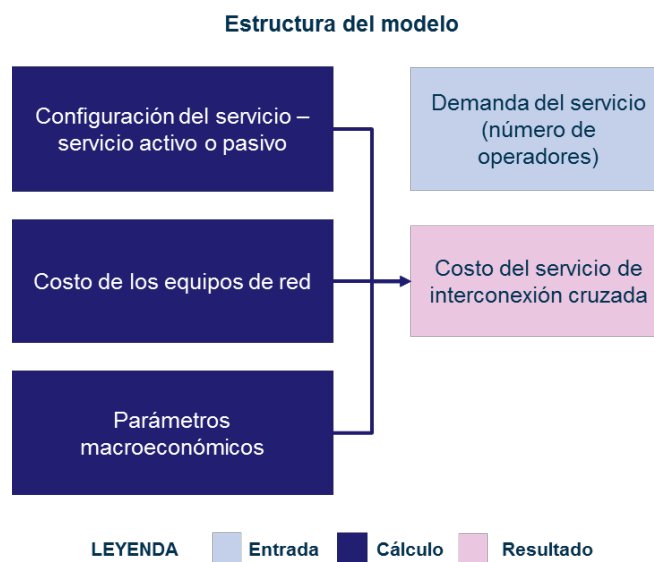 Estructura del modelo
Configuración del servicio –
servicio activo o pasivo
Demanda del servicio
(número de
operadores)
Costo de los equipos de red
Costo del servicio de
interconexión cruzada
Parámetros
macroeconómicos
LEYENDA Entrada Cálculo Resultado